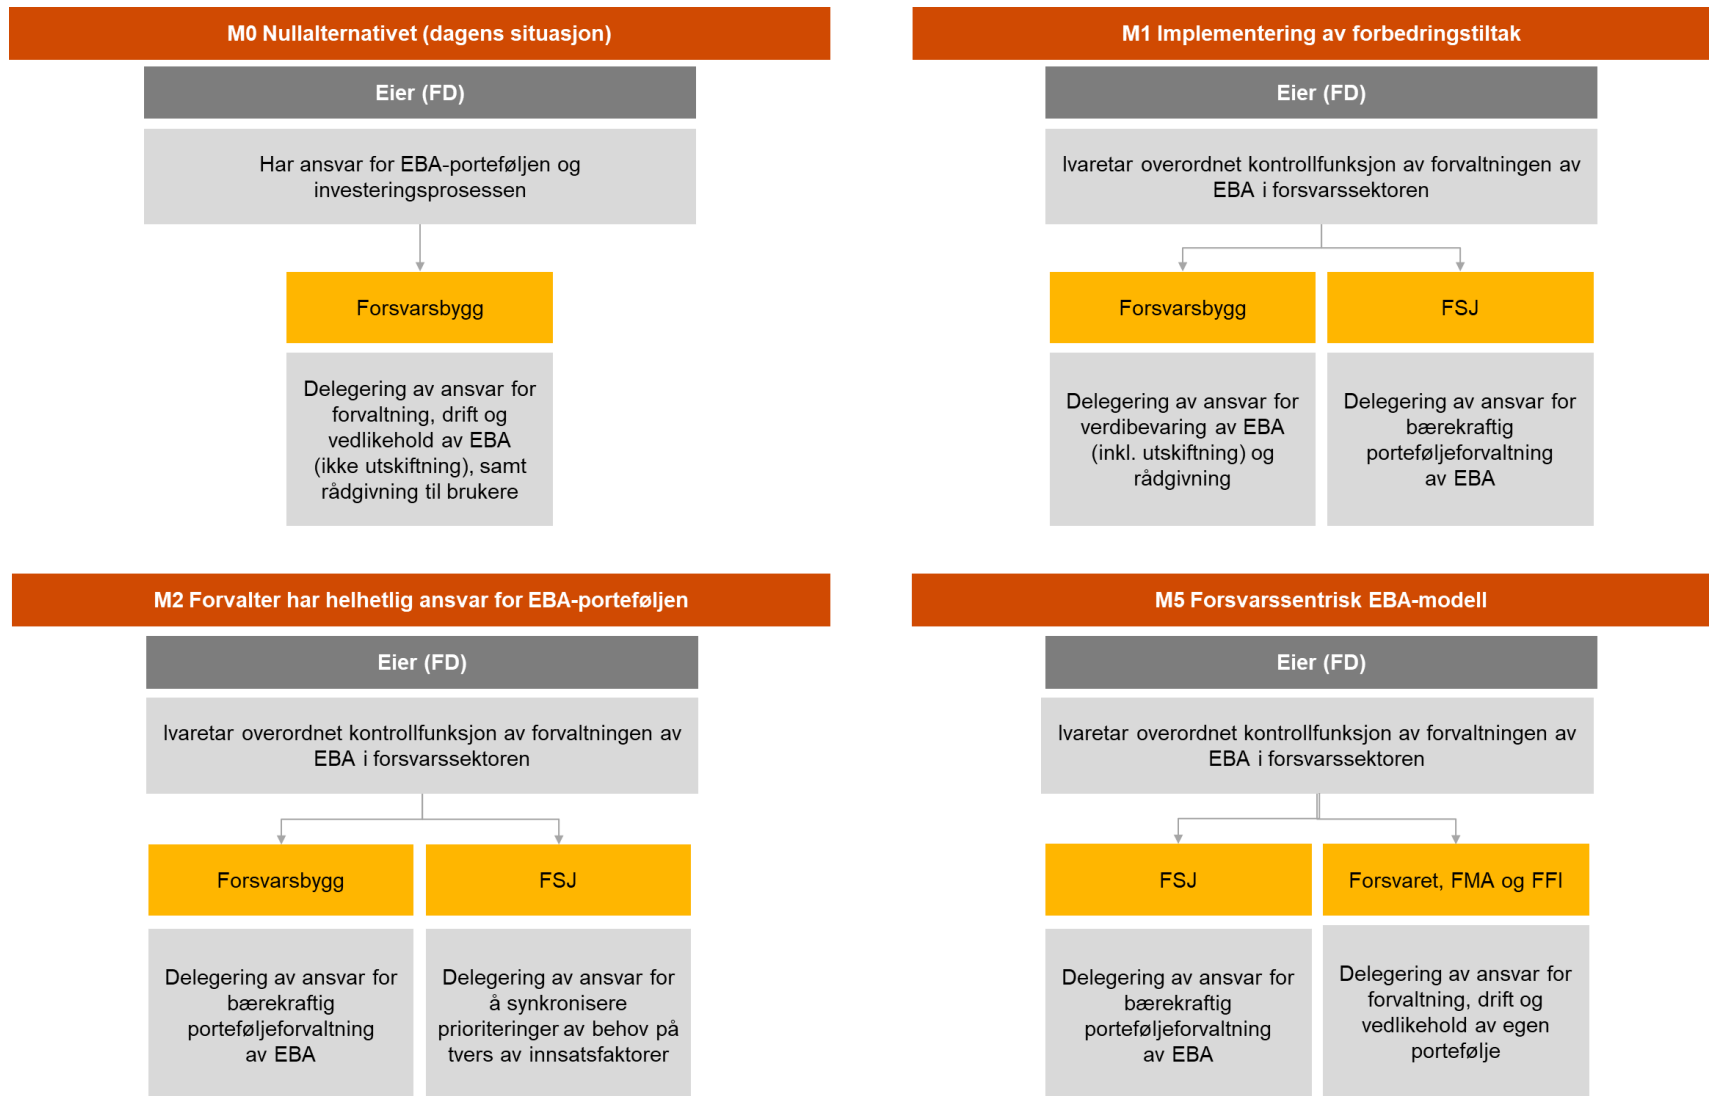 M0 Nullalternativet (dagens situasjon)
Eier (FD)
Har ansvar for EBA-porteføljen og
investeringsprosessen
Forsvarsbygg
Delegering av ansvar for
forvaltning, drift og
vedlikehold av EBA
(ikke utskiftning), samt
rådgivning til brukere
M1 Implementering av forbedringstiltak
Eier (FD)
Ivaretar overordnet kontrollfunksjon av forvaltningen av
EBA i forsvarssektoren
Forsvarsbygg
Delegering av ansvar for
verdibevaring av EBA
(inkl. utskiftning) og
rådgivning
FSJ
Delegering av ansvar for
bærekraftig
porteføljeforvaltning
av EBA
M2 Forvalter har helhetlig ansvar for EBA-porteføljen
Eier (FD)
Ivaretar overordnet kontrollfunksjon av forvaltningen av
EBA i forsvarssektoren
Forsvarsbygg
Delegering av ansvar for
bærekraftig
porteføljeforvaltning
av EBA
FSJ
Delegering av ansvar for
å synkronisere
prioriteringer av behov på
tvers av innsatsfaktorer
M5 Forsvarssentrisk EBA-modell
Eier (FD)
Ivaretar overordnet kontrollfunksjon av forvaltningen av
EBA i forsvarssektoren
FSJ
Delegering av ansvar for
bærekraftig
porteføljeforvaltning
av EBA
Forsvaret, FMA og FFI
Delegering av ansvar for
forvaltning, drift og
vedlikehold av egen
portefølje